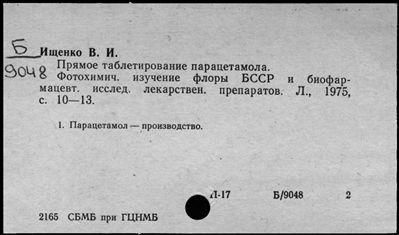 Б
9048
Ищенко В. И.
Прямое таблетирование парацетамола.
Фотохимич. изучение флоры БССР и биофар-
мацевт. исслед. лекарствен. препаратов. Л., 1975,
с. 10—13.
1. Парацетамол — производство.
П-17 Б/9048 2
2165 СБМБ при ГЦНМБ